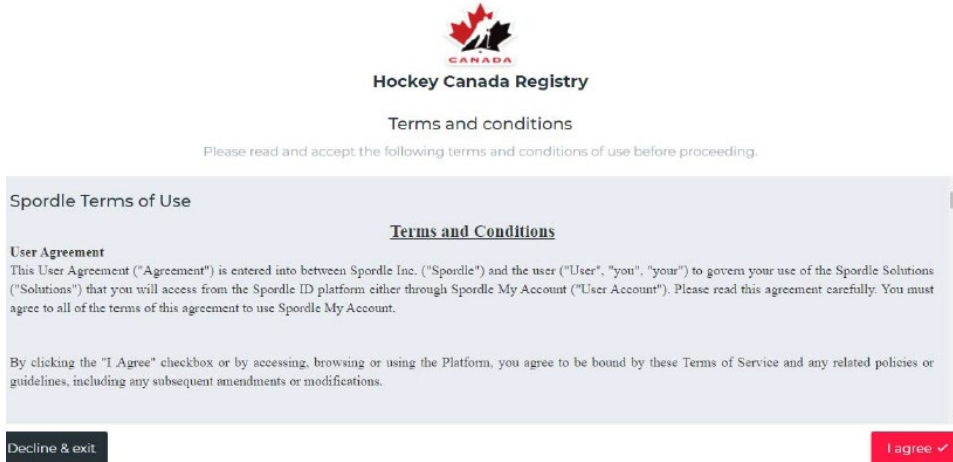 CANADA
Hockey Canada Registry
Terms and conditions
Please read and accept the following terms and conditions of use before proceeding.
Spordle Terms of Use
Terms and Conditions
User Agreement
This User Agreement ("Agreement") is entered into between Spordle Inc. ("Spordle") and the user ("User", "you", "your") to govern your use of the Spordle Solutions
("Solutions") that you will access from the Spordle ID platform either through Spordle My Account ("User Account"). Please read this agreement carefully. You must
agree to all of the terms of this agreement to use Spordle My Account.
By clicking the "I Agree" checkbox or by accessing, browsing or using the Platform, you agree to be bound by these Terms of Service and any related policies or
guidelines, including any subsequent amendments or modifications.
Decline & exit
I agree ✓